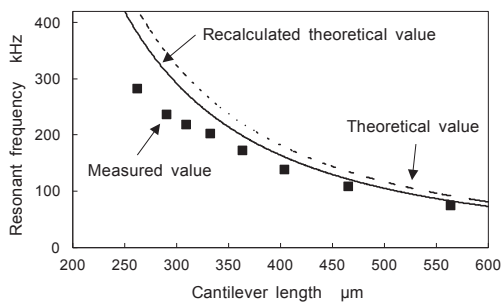 400
300
200
100
0
Resonant frequency kHz
Recalculated theoretical value
Measured value
Theoretical value
200 250 300 350 400 450 500 550 600
Cantilever length µm